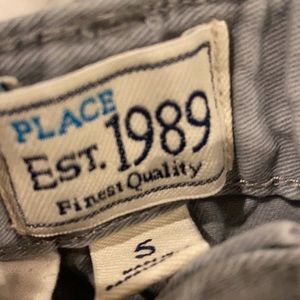 PLACE
EST. 1989
Finest Quality
5